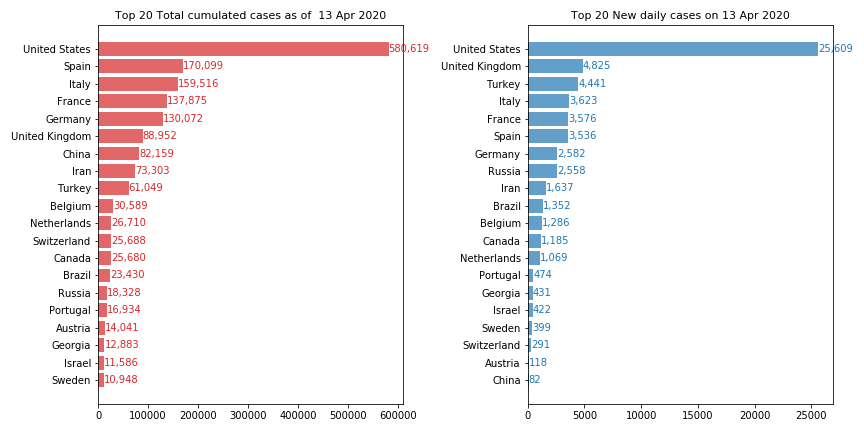 Top 20 Total cumulated cases as of  13 Apr 2020
United States 580,619
Spain 170,099
Italy 159,516
France 137,875
Germany 130,072
United Kingdom 88,952
China 82,159
Iran 73,303
Turkey 61,049
Belgium 30,589
Netherlands 26,710
Switzerland 25,688
Canada 25,680
Brazil 23,430
Russia 18,328
Portugal 16,934
Austria 14,041
Georgia 12,883
Israel 11,586
Sweden 10,948
0 100000 200000 300000 400000 500000 600000
Top 20 New daily cases on 13 Apr 2020
United States 25,609
United Kingdom 4,825
Turkey 4,441
Italy 3,623
France 3,576
Spain 3,536
Germany 2,582
Russia 2,558
Iran 1,637
Brazil 1,352
Belgium 1,286
Canada 1,185
Netherlands 1,069
Portugal 474
Georgia 431
Israel 422
Sweden 399
Switzerland 291
Austria 118
China 82
0 5000 10000 15000 20000 25000